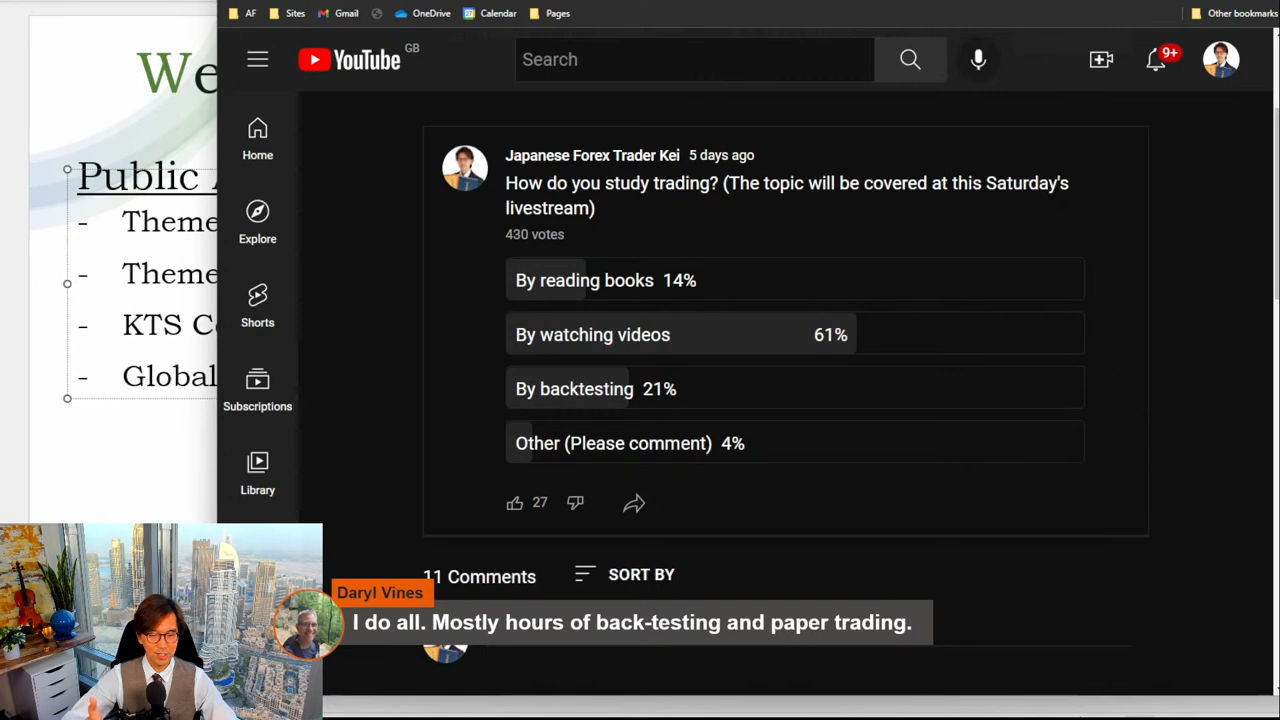 AF Sites Gmail OneDrive Calendar Pages Other bookmarks
We
YouTube GB
Search
9+
Home
Explore
Shorts
Subscriptions
Library
Public
- Theme
- Theme
- KTS
- Global
Japanese Forex Trader Kei 5 days ago
How do you study trading? (The topic will be covered at this Saturday's
livestream)
430 votes
By reading books 14%
By watching videos 61%
By backtesting 21%
Other (Please comment) 4%
27
11 Comments SORT BY
Daryl Vines
I do all. Mostly hours of back-testing and paper trading.